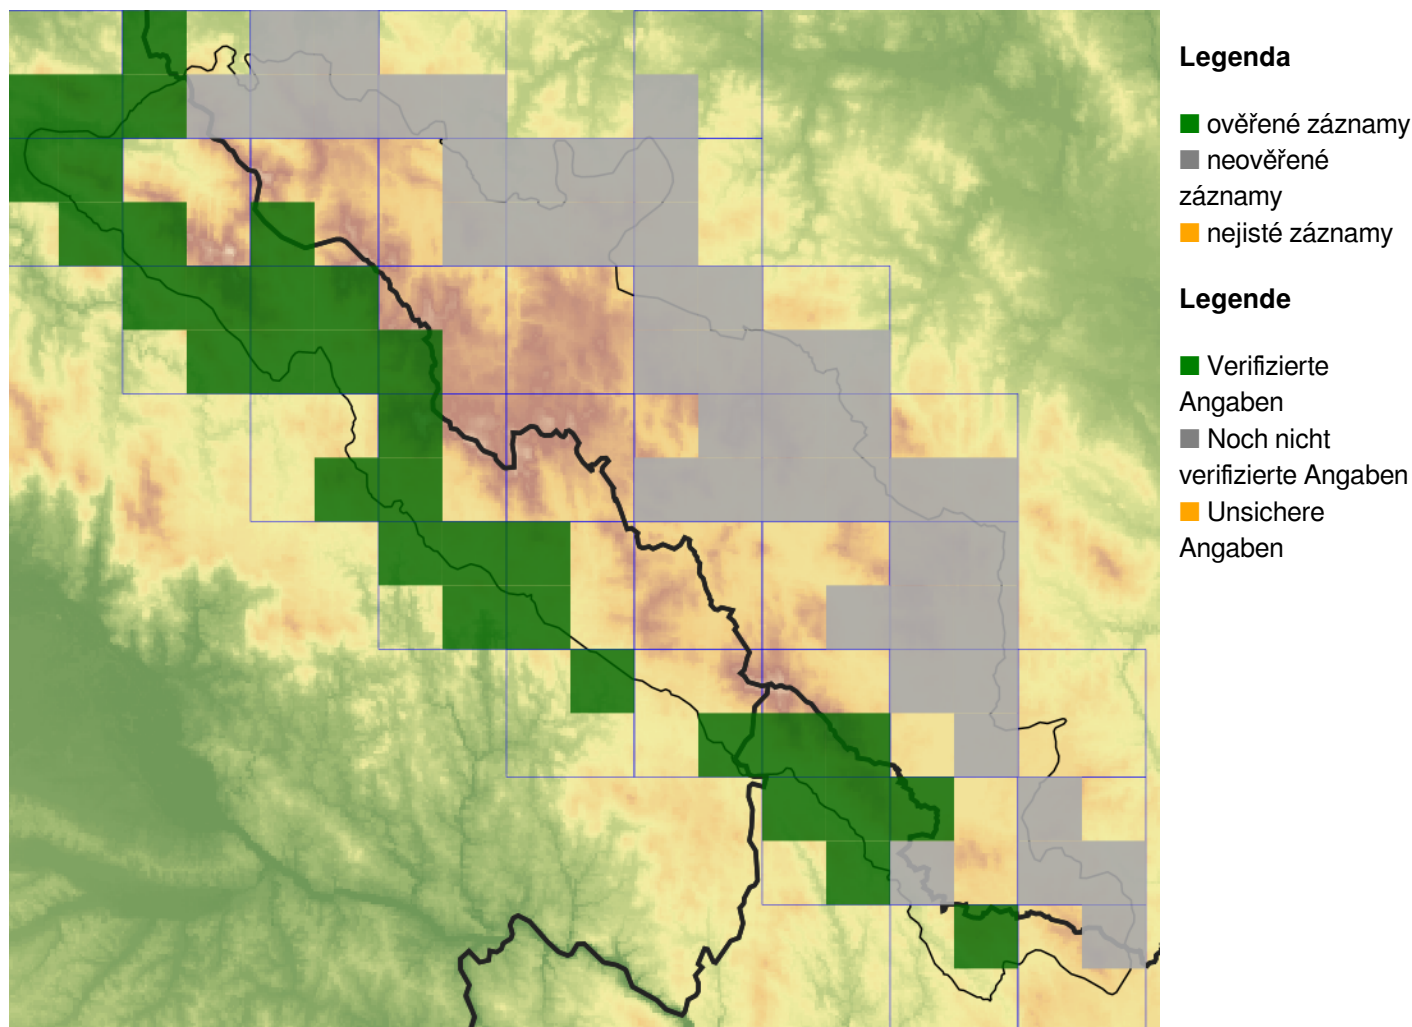 Legenda
ověřené záznamy
neověřené
záznamy
nejisté záznamy
Legende
Verifizierte
Angaben
Noch nicht
verifizierte Angaben
Unsichere
Angaben